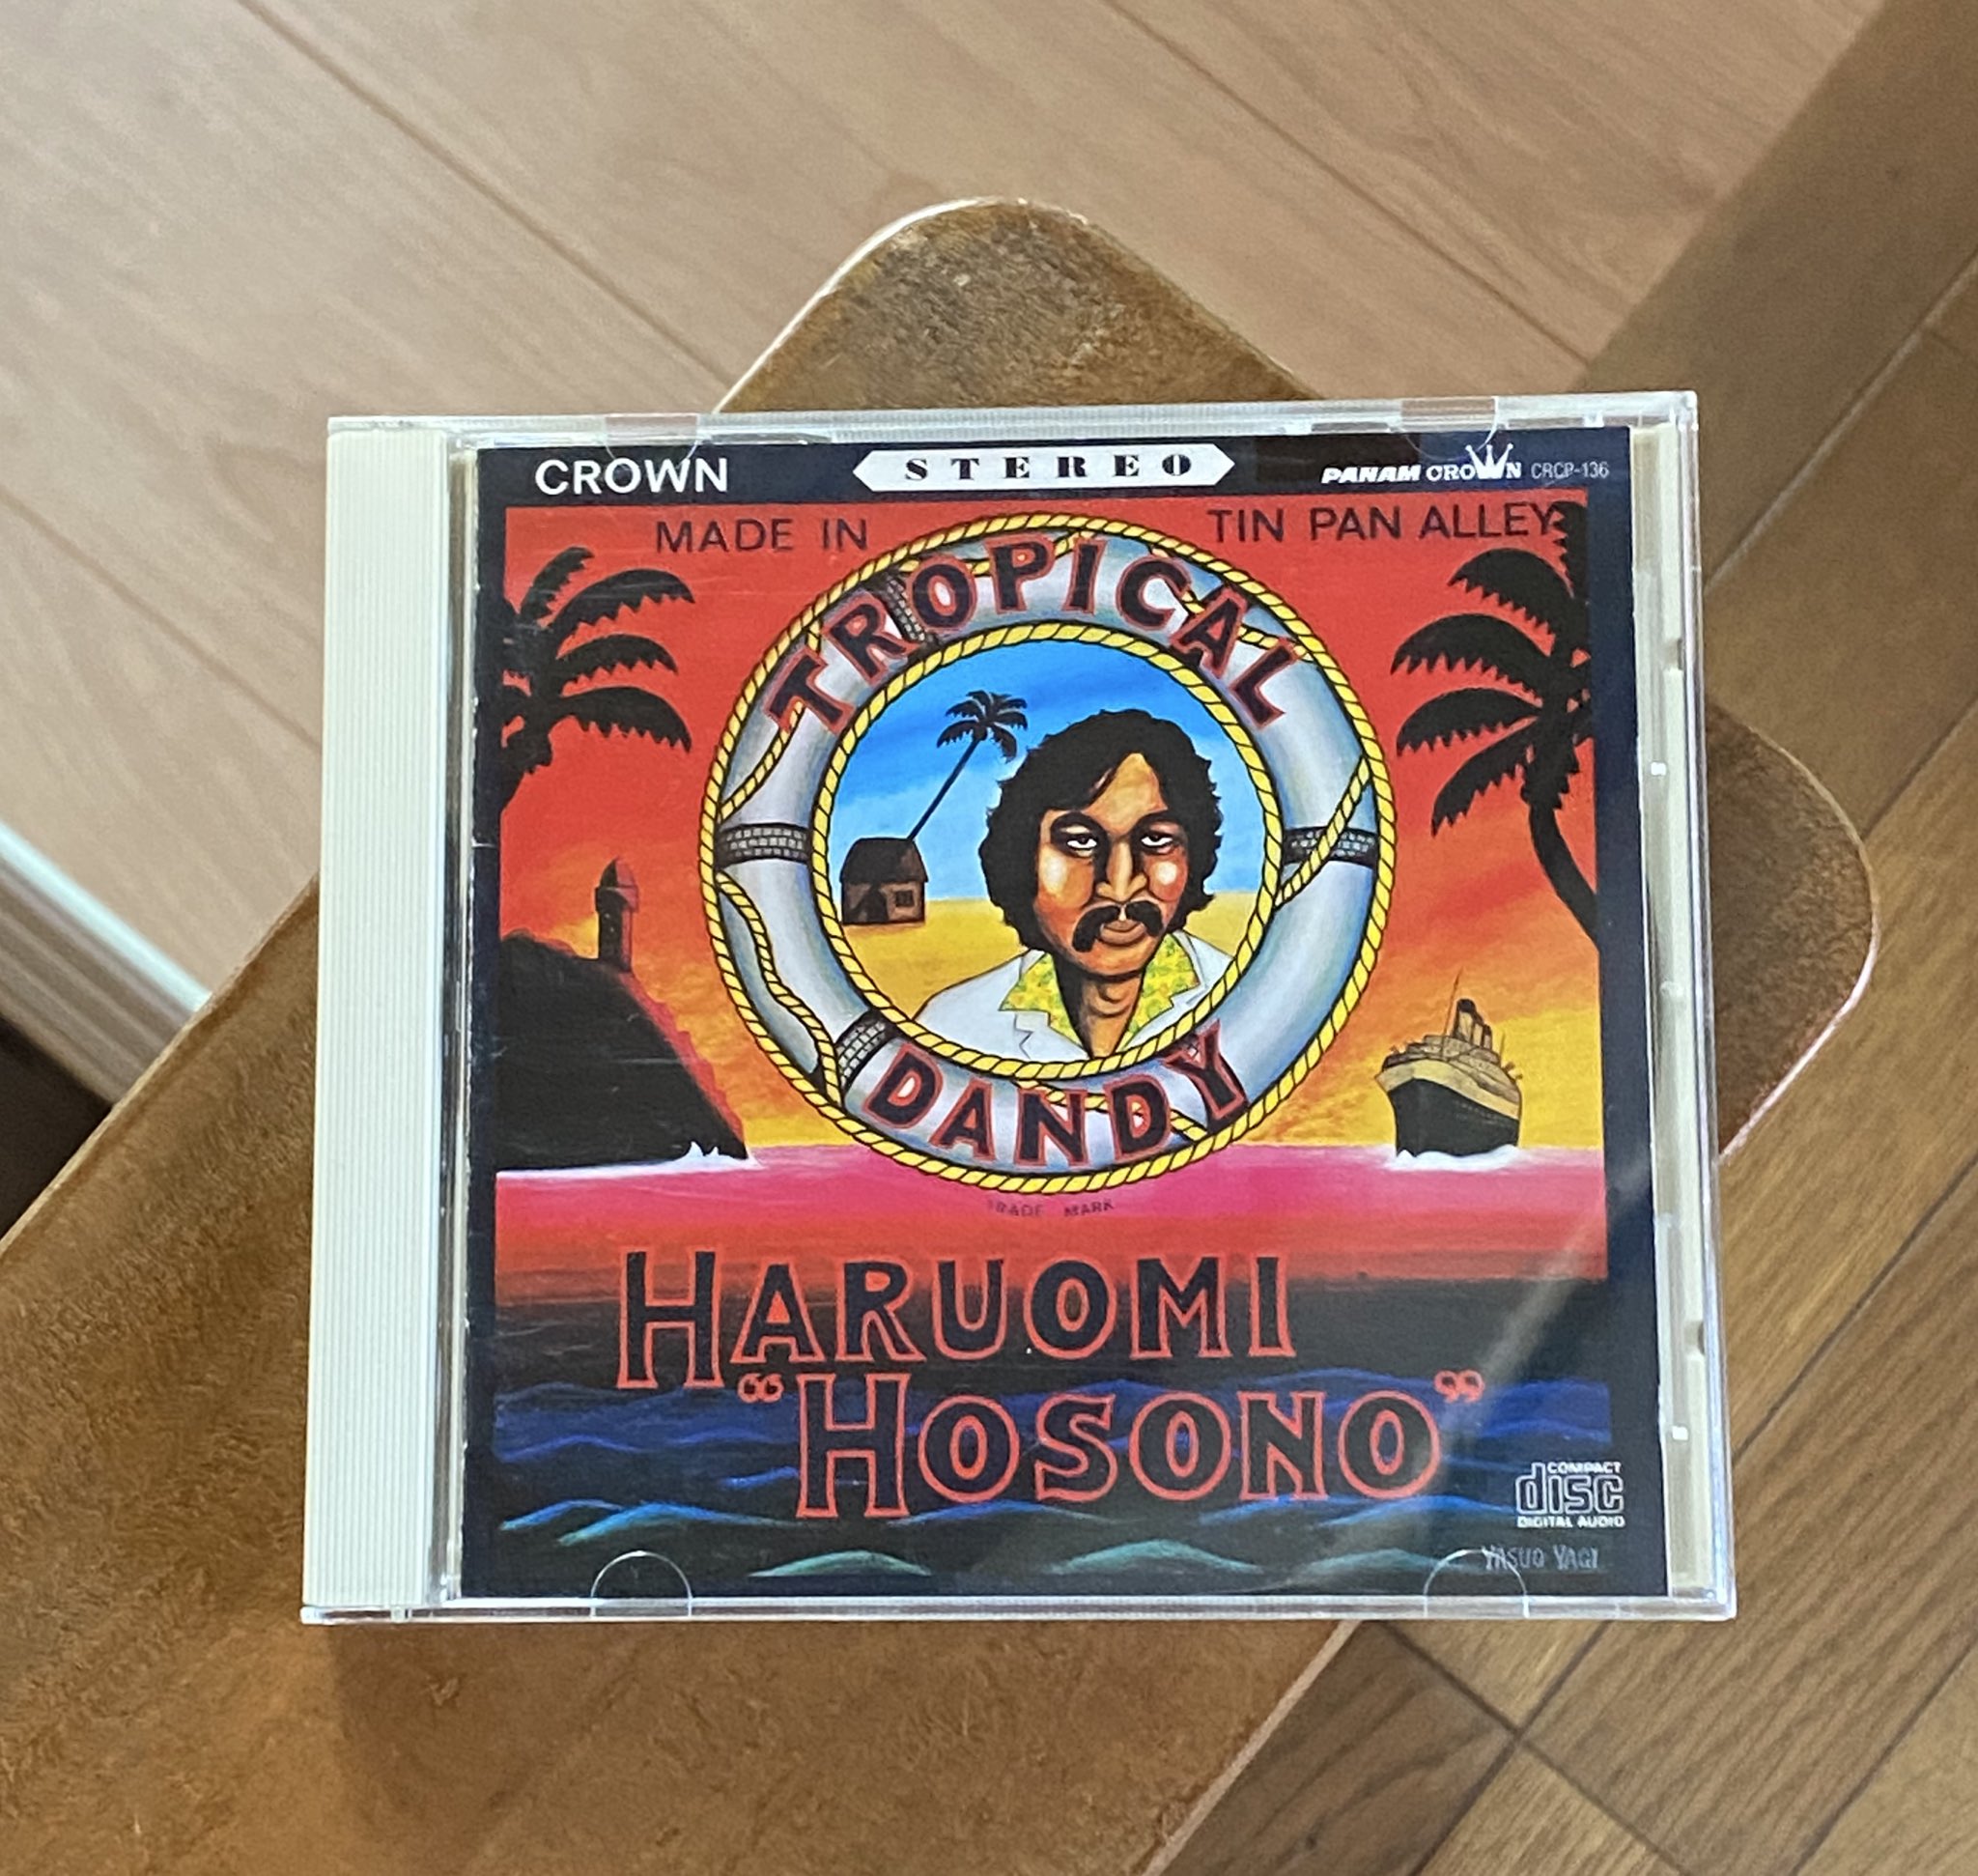 CROWN
STEREO
PANAM CROWN CRCP-136
MADE IN TIN PAN ALLEY
TROPICAL
DANDY
TRADE MARK
HARUOMI
“HOSONO”
COMPACT
disc
DIGITAL AUDIO
YASUO YAGI